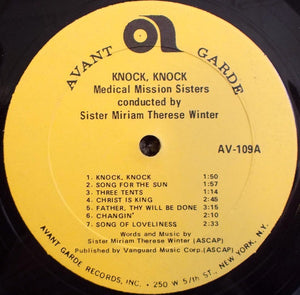 AVANT GARDE
KNOCK, KNOCK
Medical Mission Sisters
conducted by
Sister Miriam Therese Winter
AV-109A
1. KNOCK, KNOCK 1:50
2. SONG FOR THE SUN 1:57
3. THREE TENTS 1:14
4. CHRIST IS KING 2:45
5. FATHER, THY WILL BE DONE 3:15
6. CHANGIN' 2:10
7. SONG OF LOVELINESS 2:33
Words and Music by
Sister Miriam Therese Winter (ASCAP)
Published by Vanguard Music Corp. (ASCAP)
AVANT GARDE RECORDS, INC. • 250 W 57th ST., NEW YORK, N.Y.